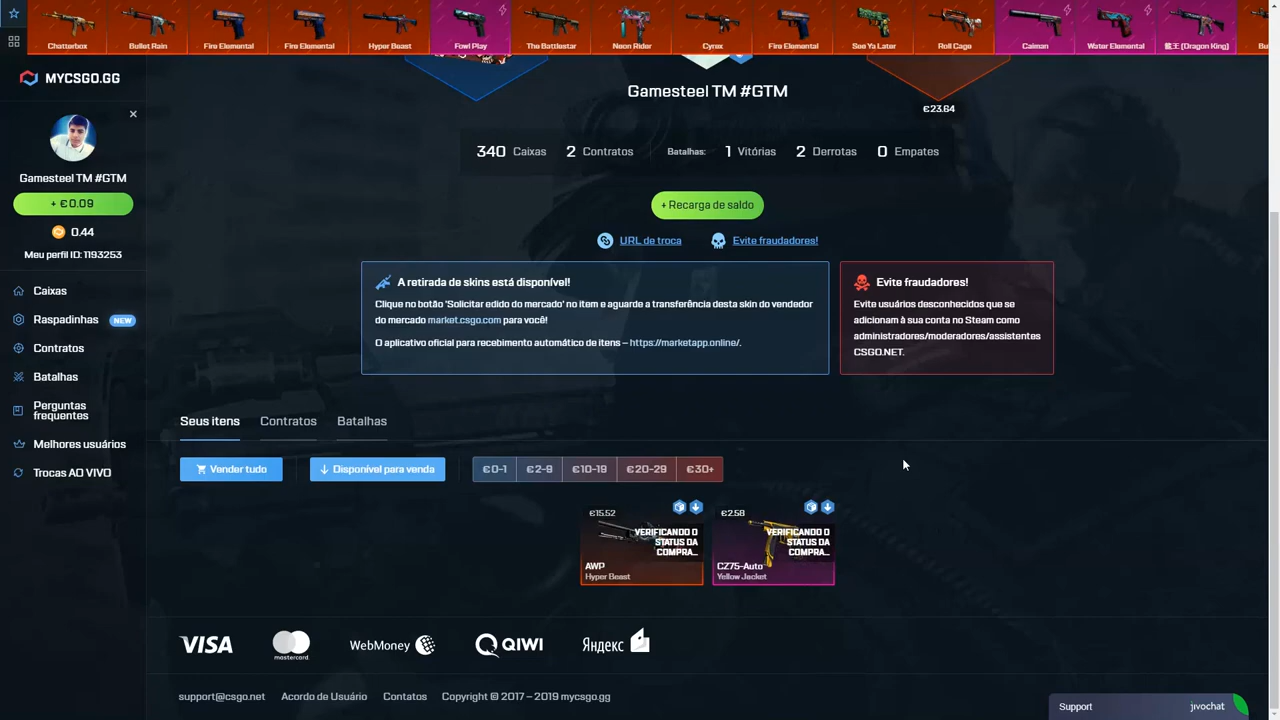 Chatterbox
Bullet Rain
Fire Elemental
Fire Elemental
Hyper Beast
Fowl Play
The Battlestar
Neon Rider
Cyrex
Fire Elemental
See Ya Later
Roll Cage
Caiman
Water Elemental
龍王 (Dragon King)
MYCSGO.GG
Gamesteel TM #GTM
+ €0.09
0.44
Meu perfil ID: 1193253
Caixas
Raspadinhas NEW
Contratos
Batalhas
Perguntas
frequentes
Melhores usuários
Trocas AO VIVO
Gamesteel TM #GTM
€23.64
340 Caixas 2 Contratos Batalhas: 1 Vitórias 2 Derrotas 0 Empates
+ Recarga de saldo
URL de troca Evite fraudadores!
A retirada de skins está disponível!
Clique no botão 'Solicitar edido do mercado' no item e aguarde a transferência desta skin do vendedor
do mercado market.csgo.com para você!
O aplicativo oficial para recebimento automático de itens – https://marketapp.online/.
Evite fraudadores!
Evite usuários desconhecidos que se
adicionam à sua conta no Steam como
administradores/moderadores/assistentes
CSGO.NET.
Seus itens Contratos Batalhas
Vender tudo Disponível para venda €0-1 €2-9 €10-19 €20-29 €30+
€15.52
VERIFICANDO O
STATUS DA
COMPRA...
AWP
Hyper Beast
€2.58
VERIFICANDO O
STATUS DA
COMPRA...
CZ75-Auto
Yellow Jacket
VISA mastercard WebMoney QIWI Яндекс
support@csgo.net Acordo de Usuário Contatos Copyright © 2017 – 2019 mycsgo.gg
Support jivochat